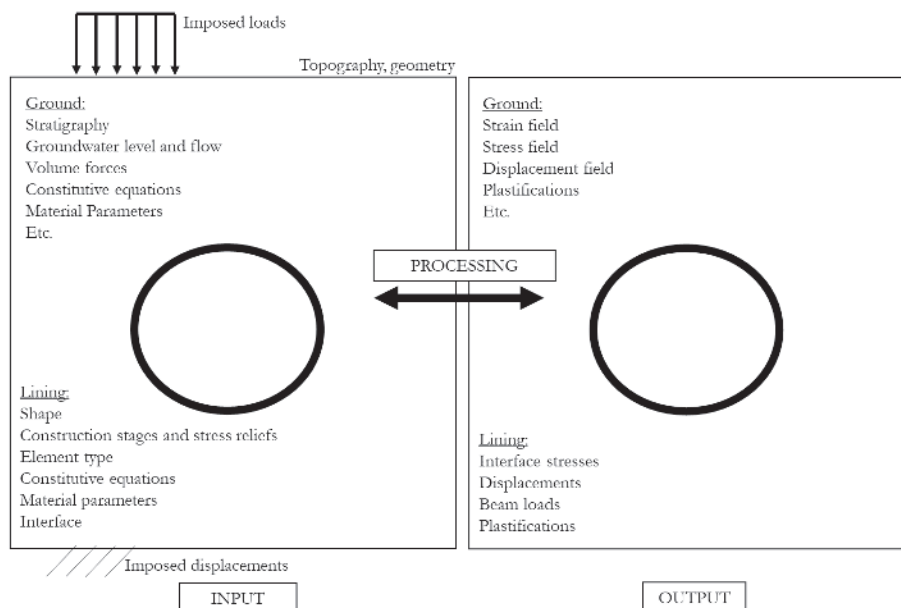 Imposed loads
Topography, geometry
Ground:
Stratigraphy
Groundwater level and flow
Volume forces
Constitutive equations
Material Parameters
Etc.
Lining:
Shape
Construction stages and stress reliefs
Element type
Constitutive equations
Material parameters
Interface
Imposed displacements
INPUT
PROCESSING
Ground:
Strain field
Stress field
Displacement field
Plastifications
Etc.
Lining:
Interface stresses
Displacements
Beam loads
Plastifications
OUTPUT